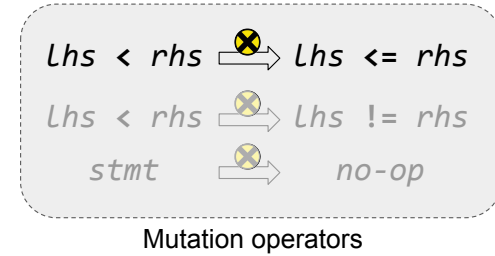 lhs < rhs lhs <= rhs
lhs < rhs lhs != rhs
stmt no-op
Mutation operators